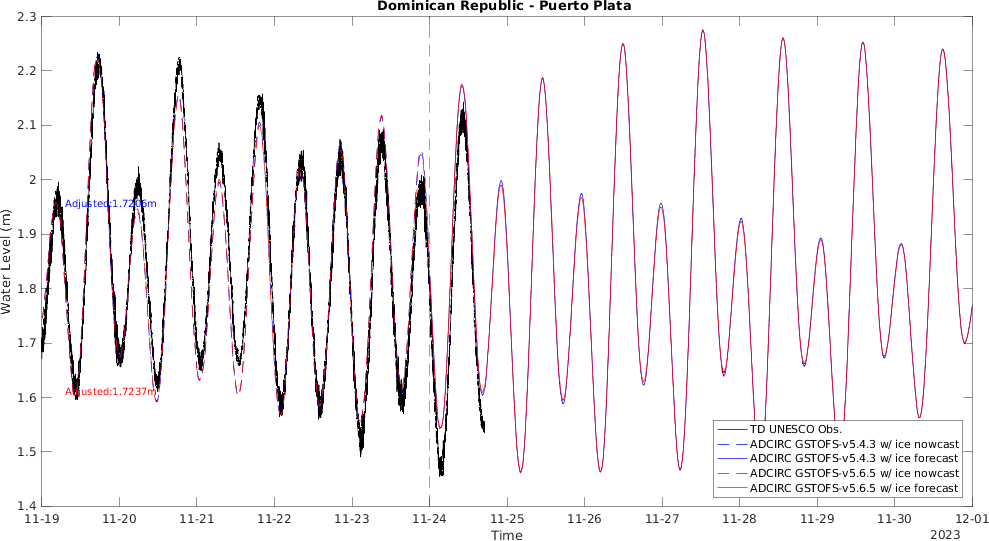 Dominican Republic - Puerto Plata
2.3
2.2
2.1
2
1.9
1.8
1.7
1.6
1.5
1.4
Water Level (m)
Adjusted:1.7206m
Adjusted:1.7237m
TD UNESCO Obs.
ADCIRC GSTOFS-v5.4.3 w/ ice nowcast
ADCIRC GSTOFS-v5.4.3 w/ ice forecast
ADCIRC GSTOFS-v5.6.5 w/ ice nowcast
ADCIRC GSTOFS-v5.6.5 w/ ice forecast
11-19 11-20 11-21 11-22 11-23 11-24 11-25 11-26 11-27 11-28 11-29 11-30 12-01
Time
2023